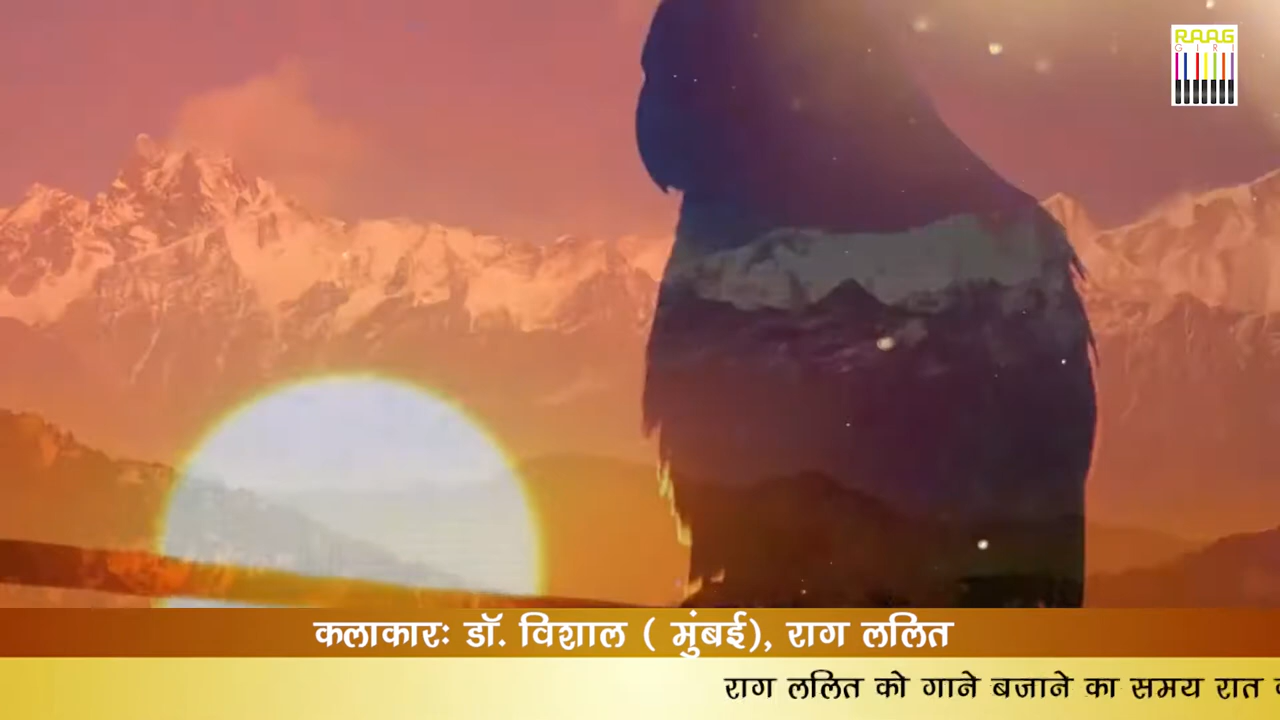 RAAG
GIRI
कलाकारः डॉ. विशाल ( मुंबई), राग ललित
राग ललित को गाने बजाने का समय रात